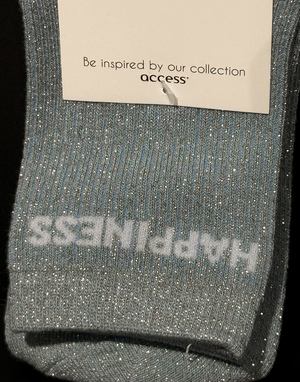 Be inspired by our collection
access
HAPPINESS